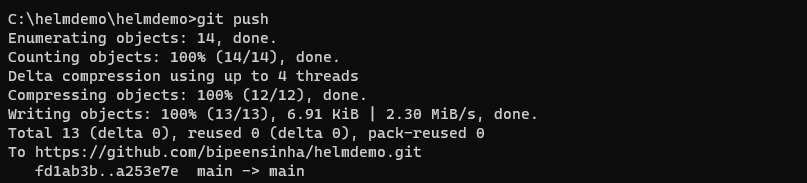 C:\helmdemo\helmdemo>git push
Enumerating objects: 14, done.
Counting objects: 100% (14/14), done.
Delta compression using up to 4 threads
Compressing objects: 100% (12/12), done.
Writing objects: 100% (13/13), 6.91 KiB | 2.30 MiB/s, done.
Total 13 (delta 0), reused 0 (delta 0), pack-reused 0
To https://github.com/bipeensinha/helmdemo.git
   fd1ab3b..a253e7e  main -> main